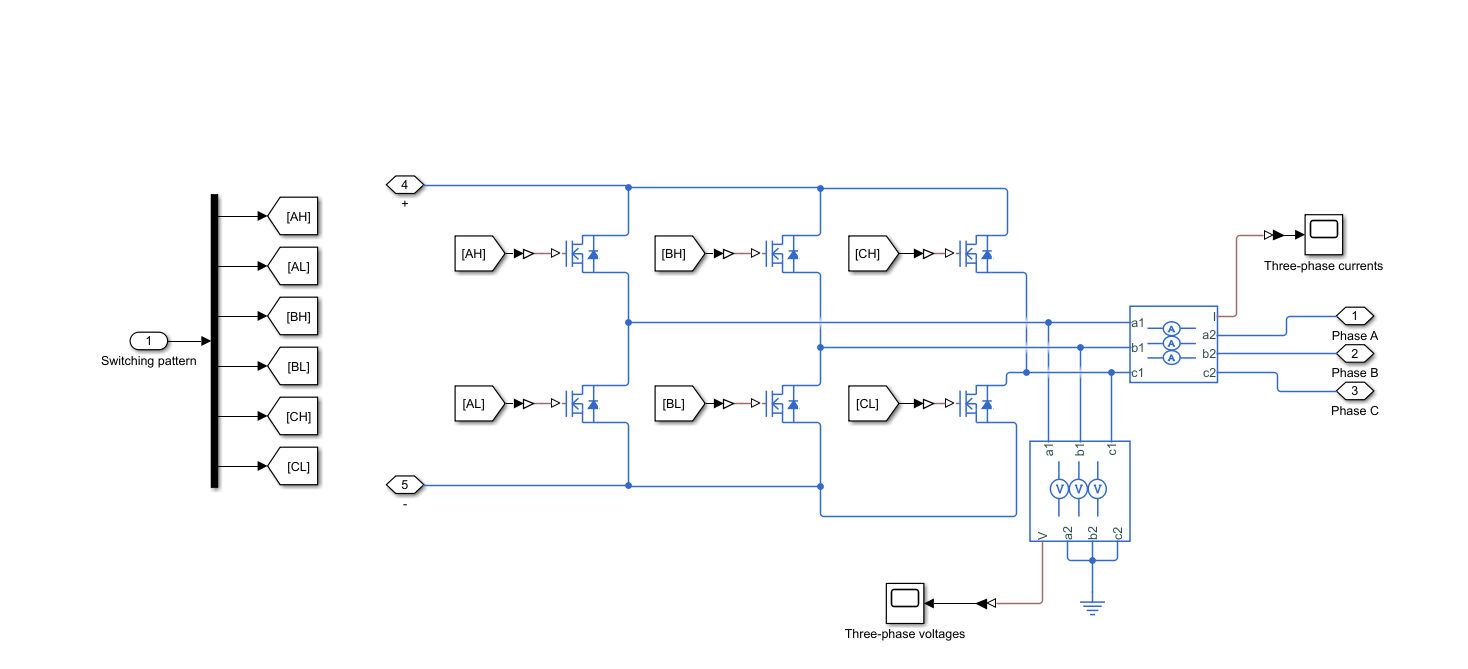 4
+
[AH]
[AH]
[BH]
[CH]
Three-phase currents
[AL]
[BH]
1
Switching pattern
a1
I
a2
1
Phase A
b1
b2
2
Phase B
c1
c2
3
Phase C
[BL]
[AL]
[BL]
[CL]
[CH]
[CL]
5
-
a1
b1
c1
A
A
A
V
V
V
V
a2
b2
c2
Three-phase voltages